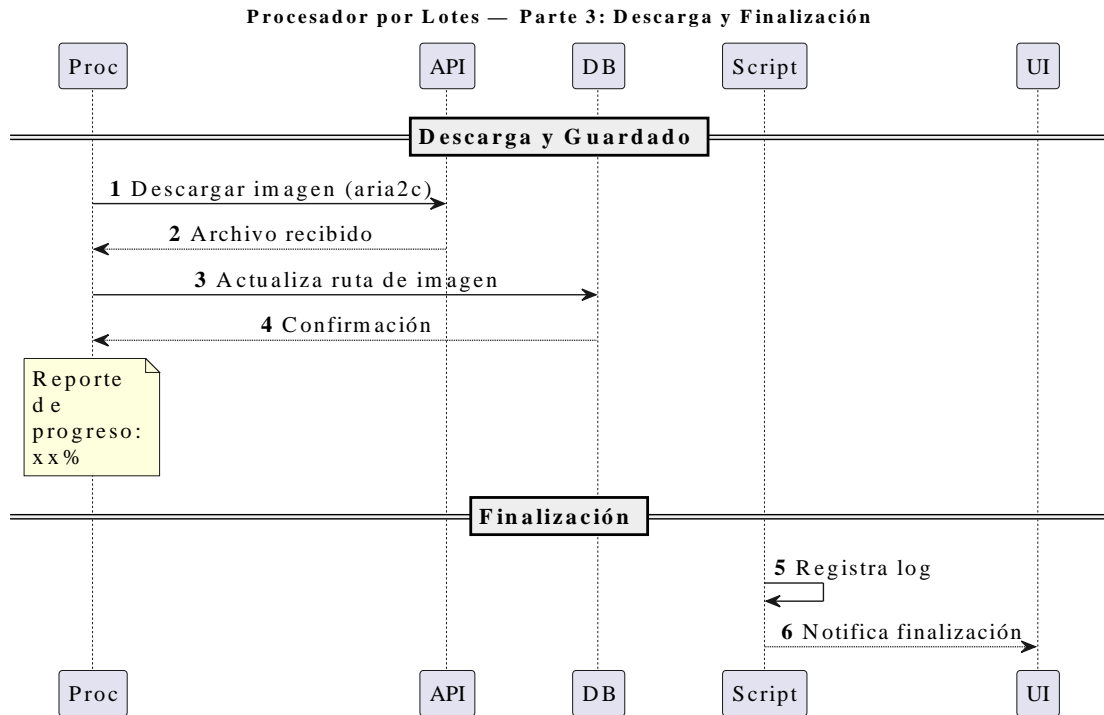 Procesador por Lotes — Parte 3: Descarga y Finalización
Proc API DB Script UI
Descarga y Guardado
1 Descargar imagen (aria2c)
2 Archivo recibido
3 Actualiza ruta de imagen
4 Confirmación
Reporte
de
progreso:
xx%
Finalización
5 Registra log
6 Notifica finalización
Proc API DB Script UI